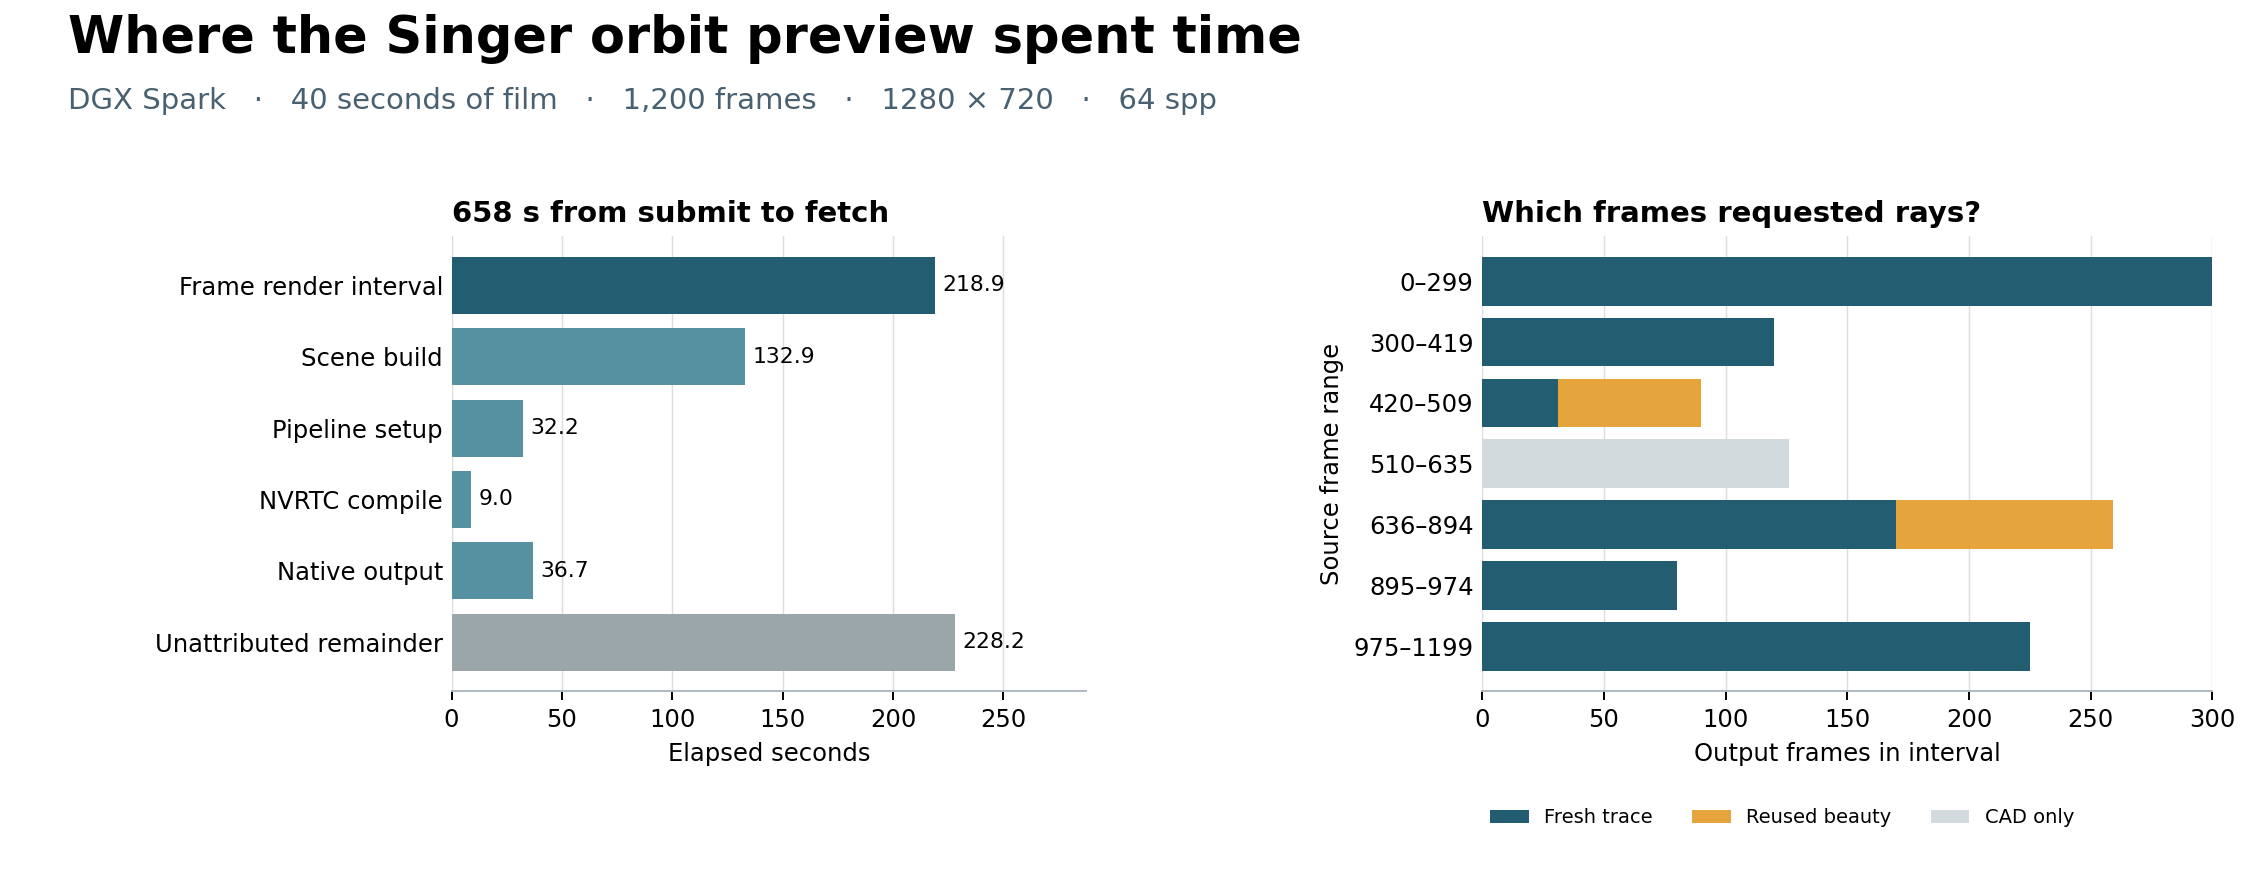 Where the Singer orbit preview spent time
DGX Spark · 40 seconds of film · 1,200 frames · 1280 × 720 · 64 spp
658 s from submit to fetch
Frame render interval 218.9
Scene build 132.9
Pipeline setup 32.2
NVRTC compile 9.0
Native output 36.7
Unattributed remainder 228.2
0 50 100 150 200 250
Elapsed seconds
Which frames requested rays?
Source frame range
0–299
300–419
420–509
510–635
636–894
895–974
975–1199
0 50 100 150 200 250 300
Output frames in interval
Fresh trace Reused beauty CAD only